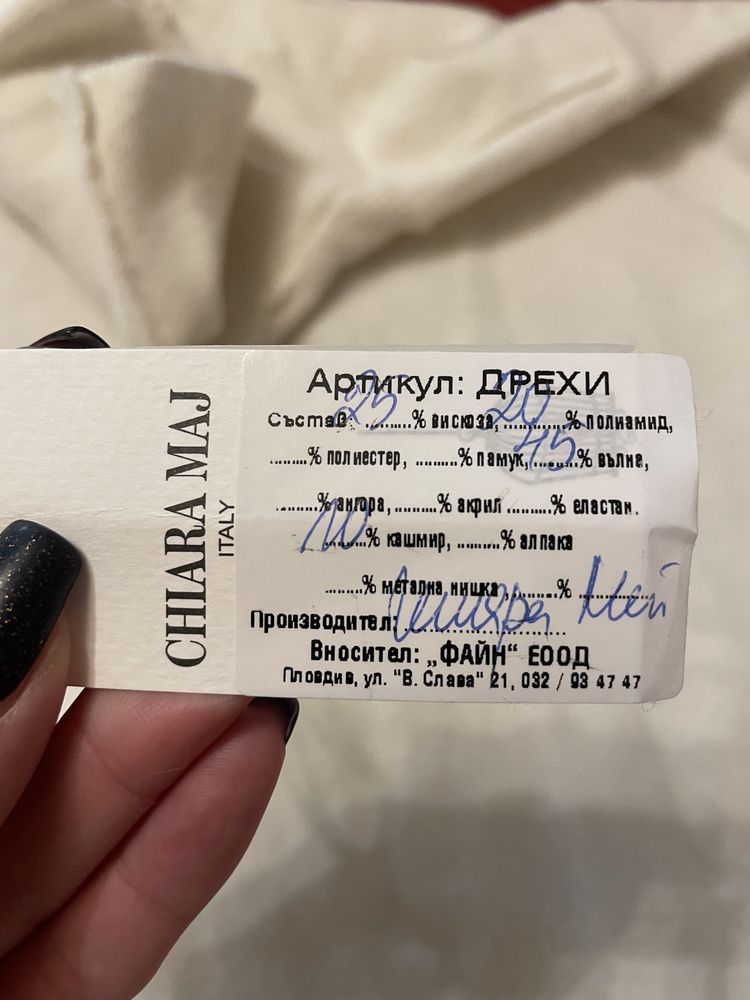 CHIARA MAJ
ITALY
Артикул: ДРЕХИ
Състав: 25% вискоза, 20% полиамид,
.........% полиестер, .........% памук, 45% вълна,
.........% ангора, .........% акрил .........% еластан.
10% кашмир, .........% алпака
.........% метална нишка, .........% ...............
Производител: Кияра Мей
Вносител: „ФАЙН“ ЕООД
Пловдив, ул. "В. Слава" 21, 032 / 93 47 47